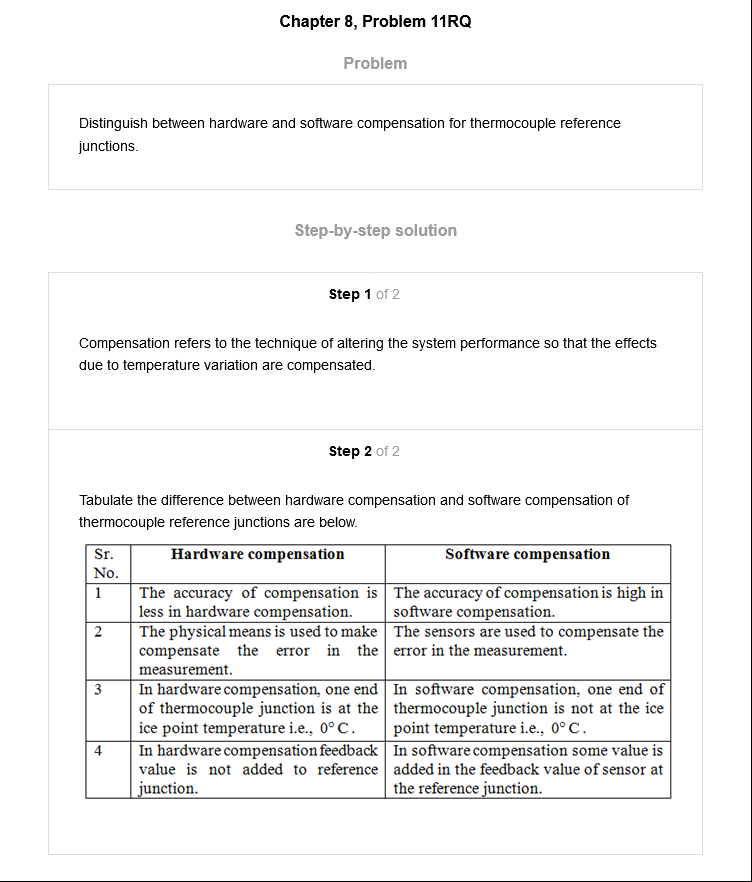 Chapter 8, Problem 11RQ
Problem
Distinguish between hardware and software compensation for thermocouple reference
junctions.
Step-by-step solution
Step 1 of 2
Compensation refers to the technique of altering the system performance so that the effects
due to temperature variation are compensated.
Step 2 of 2
Tabulate the difference between hardware compensation and software compensation of
thermocouple reference junctions are below.
Sr.
No.
Hardware compensation
Software compensation
1
The accuracy of compensation is
less in hardware compensation.
The accuracy of compensation is high in
software compensation.
2
The physical means is used to make
compensate the error in the
measurement.
The sensors are used to compensate the
error in the measurement.
3
In hardware compensation, one end
of thermocouple junction is at the
ice point temperature i.e., 0° C.
In software compensation, one end of
thermocouple junction is not at the ice
point temperature i.e., 0° C.
4
In hardware compensation feedback
value is not added to reference
junction.
In software compensation some value is
added in the feedback value of sensor at
the reference junction.